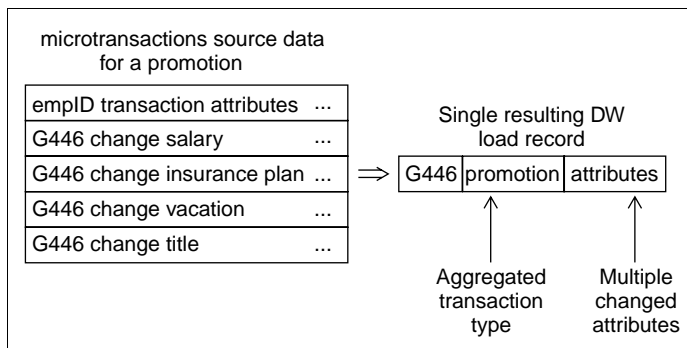 microtransactions source data
for a promotion
empID transaction attributes ...
G446 change salary ...
G446 change insurance plan ...
G446 change vacation ...
G446 change title ...
⇒
Single resulting DW
load record
G446 promotion attributes
Aggregated
transaction
type
Multiple
changed
attributes